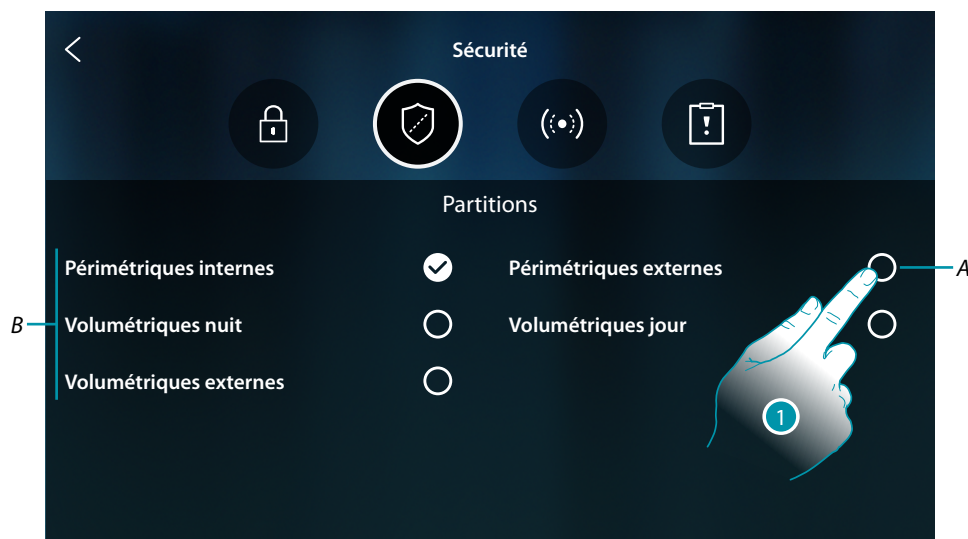 Sécurité
Partitions
Périmétriques internes
Périmétriques externes
A
B
Volumétriques nuit
Volumétriques jour
Volumétriques externes
1